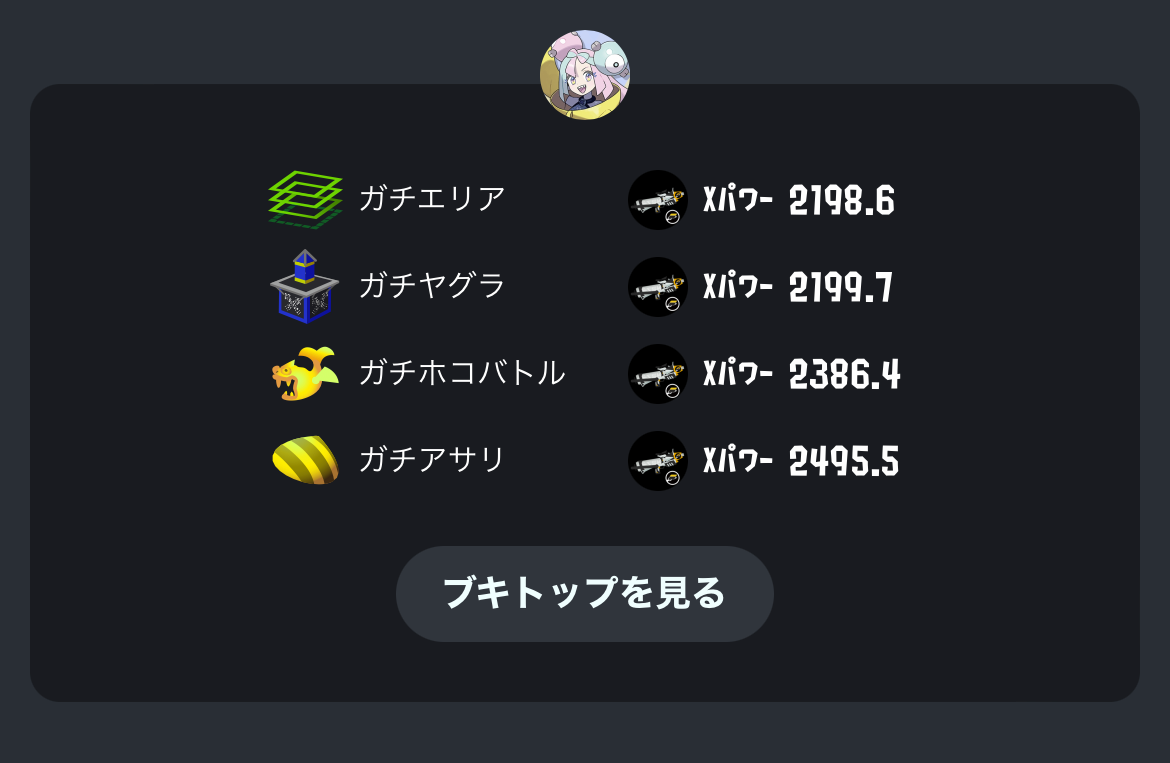 ガチエリア Xパワー 2198.6
ガチヤグラ Xパワー 2199.7
ガチホコバトル Xパワー 2386.4
ガチアサリ Xパワー 2495.5
ブキトップを見る